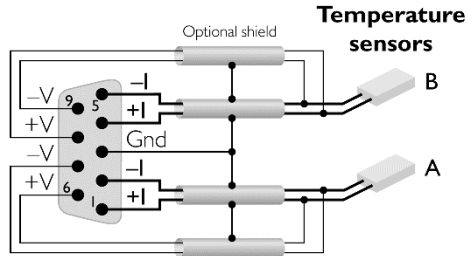 Optional shield
Temperature
sensors
–I
–V 9 5
+I
B
+V
Gnd
–V
–I
A
+V 6
+I
1